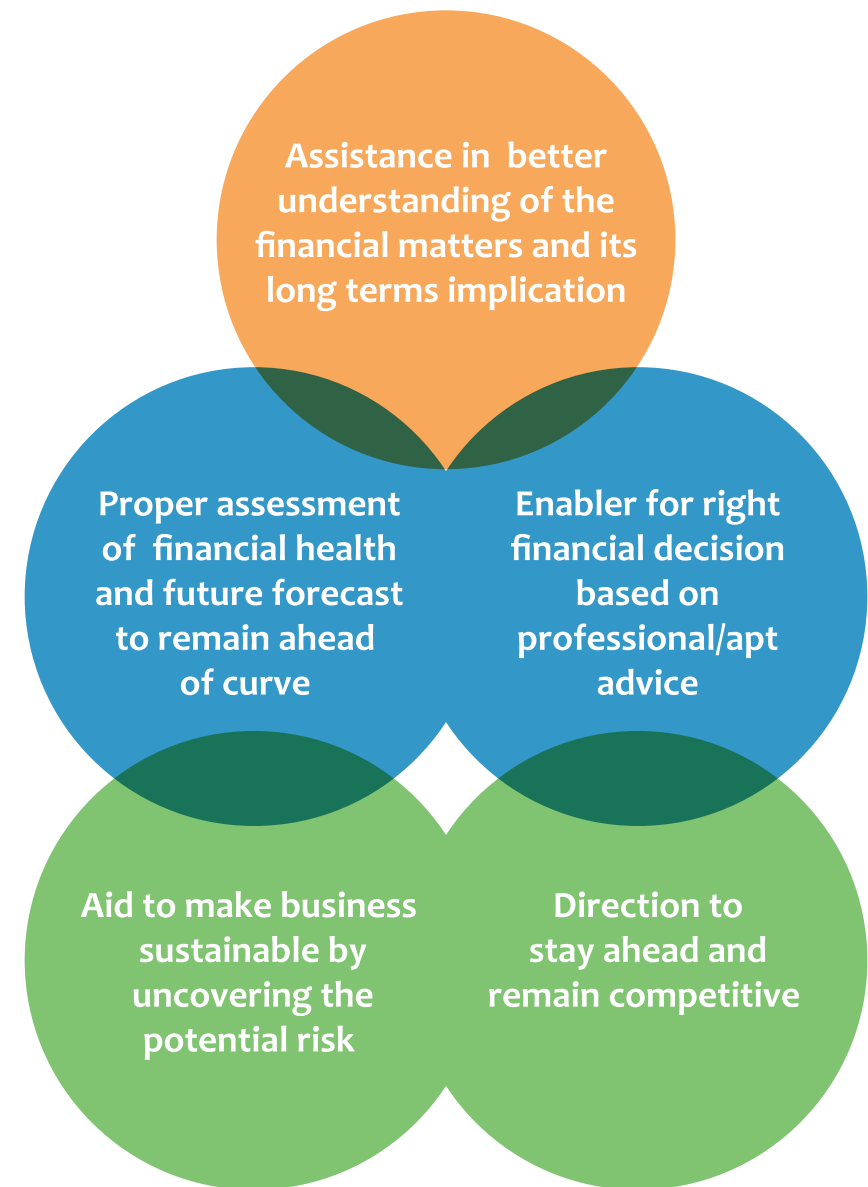 Assistance in better
understanding of the
financial matters and its
long terms implication
Proper assessment
of financial health
and future forecast
to remain ahead
of curve
Enabler for right
financial decision
based on
professional/apt
advice
Aid to make business
sustainable by
uncovering the
potential risk
Direction to
stay ahead and
remain competitive